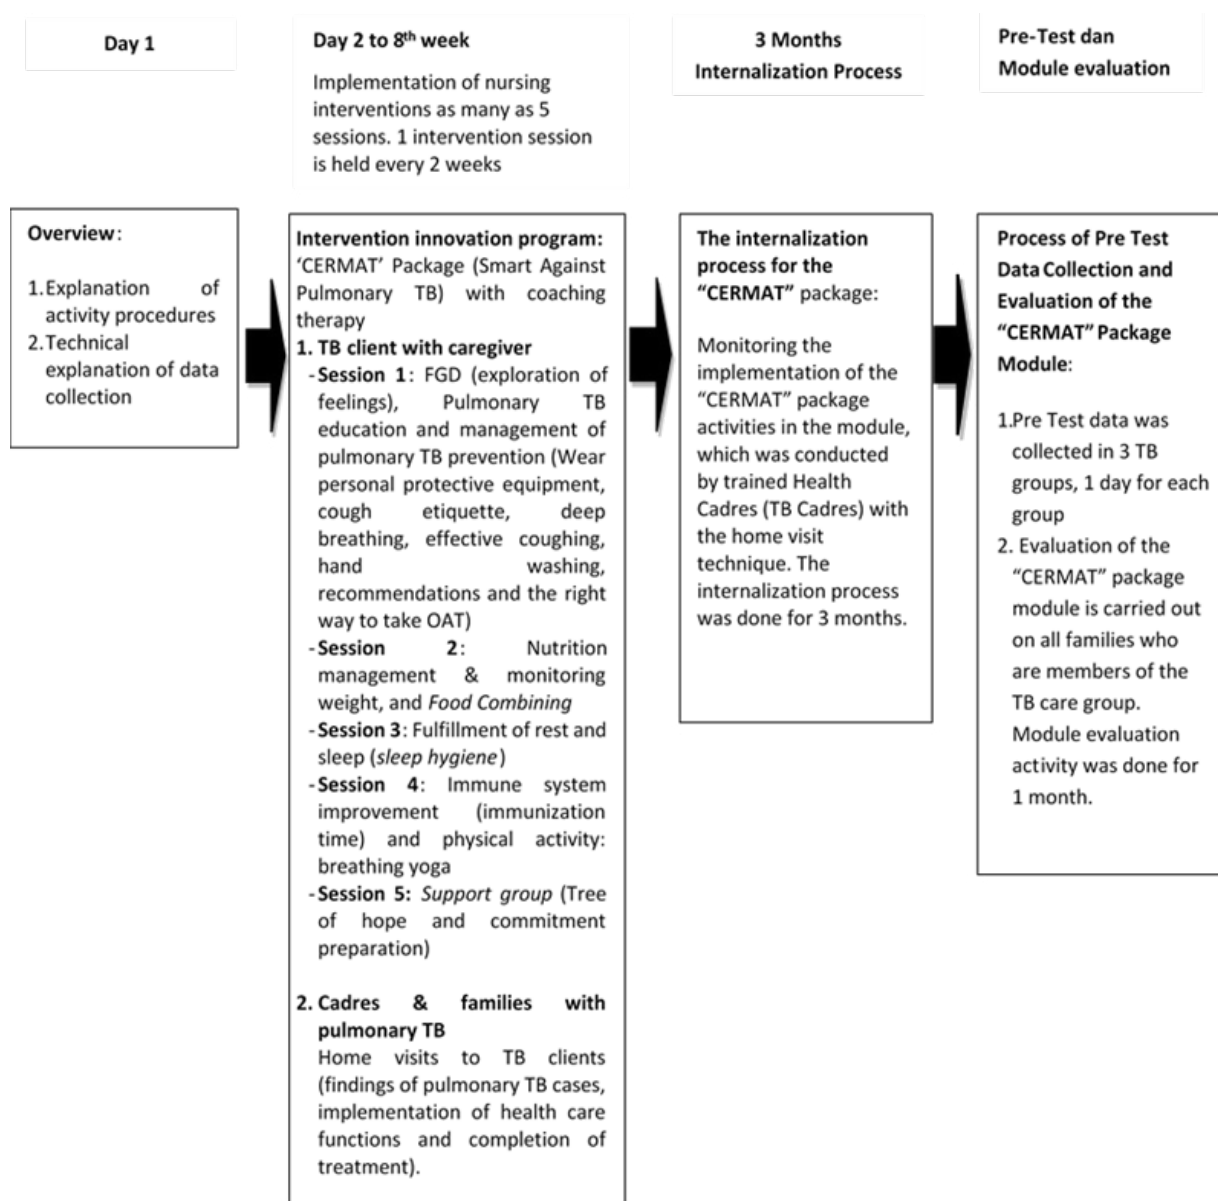 Day 1
Day 2 to 8th week
Implementation of nursing
interventions as many as 5
sessions. 1 intervention session
is held every 2 weeks
3 Months
Internalization Process
Pre-Test dan
Module evaluation
Overview:
1.Explanation of
activity procedures
2.Technical
explanation of data
collection
Intervention innovation program:
‘CERMAT’ Package (Smart Against
Pulmonary TB) with coaching
therapy
1. TB client with caregiver
-Session 1: FGD (exploration of
feelings), Pulmonary TB
education and management of
pulmonary TB prevention (Wear
personal protective equipment,
cough etiquette, deep
breathing, effective coughing,
hand washing,
recommendations and the right
way to take OAT)
-Session 2: Nutrition
management & monitoring
weight, and Food Combining
-Session 3: Fulfillment of rest and
sleep (sleep hygiene)
-Session 4: Immune system
improvement (immunization
time) and physical activity:
breathing yoga
-Session 5: Support group (Tree
of hope and commitment
preparation)
2. Cadres & families with
pulmonary TB
Home visits to TB clients
(findings of pulmonary TB cases,
implementation of health care
functions and completion of
treatment).
The internalization
process for the
“CERMAT” package:
Monitoring the
implementation of the
“CERMAT” package
activities in the module,
which was conducted
by trained Health
Cadres (TB Cadres) with
the home visit
technique. The
internalization process
was done for 3 months.
Process of Pre Test
Data Collection and
Evaluation of the
“CERMAT” Package
Module:
1.Pre Test data was
collected in 3 TB
groups, 1 day for each
group
2. Evaluation of the
“CERMAT” package
module is carried out
on all families who
are members of the
TB care group.
Module evaluation
activity was done for
1 month.